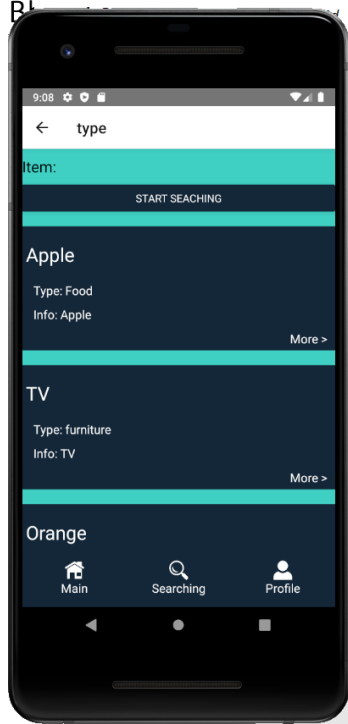 9:08
type
Item:
START SEACHING
Apple
Type: Food
Info: Apple
More >
TV
Type: furniture
Info: TV
More >
Orange
Main
Searching
Profile